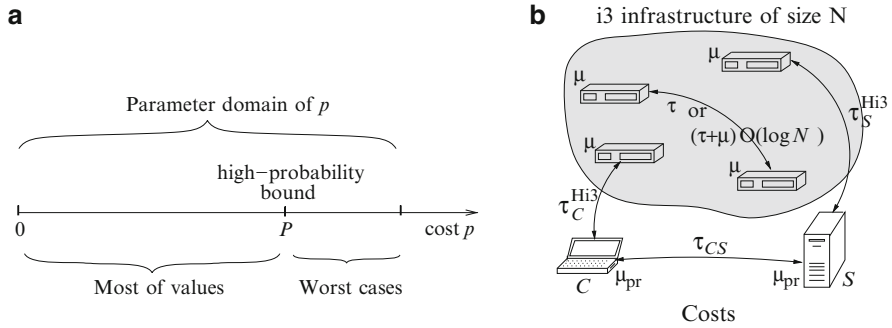 a
Parameter domain of p
high−probability
bound
0
P
cost p
Most of values
Worst cases
b
i3 infrastructure of size N
μ
μ
τ or
(τ+μ) O(log N )
μ
μ
τ_S^Hi3
τ_C^Hi3
τ_CS
μ_pr
μ_pr
C
S
Costs